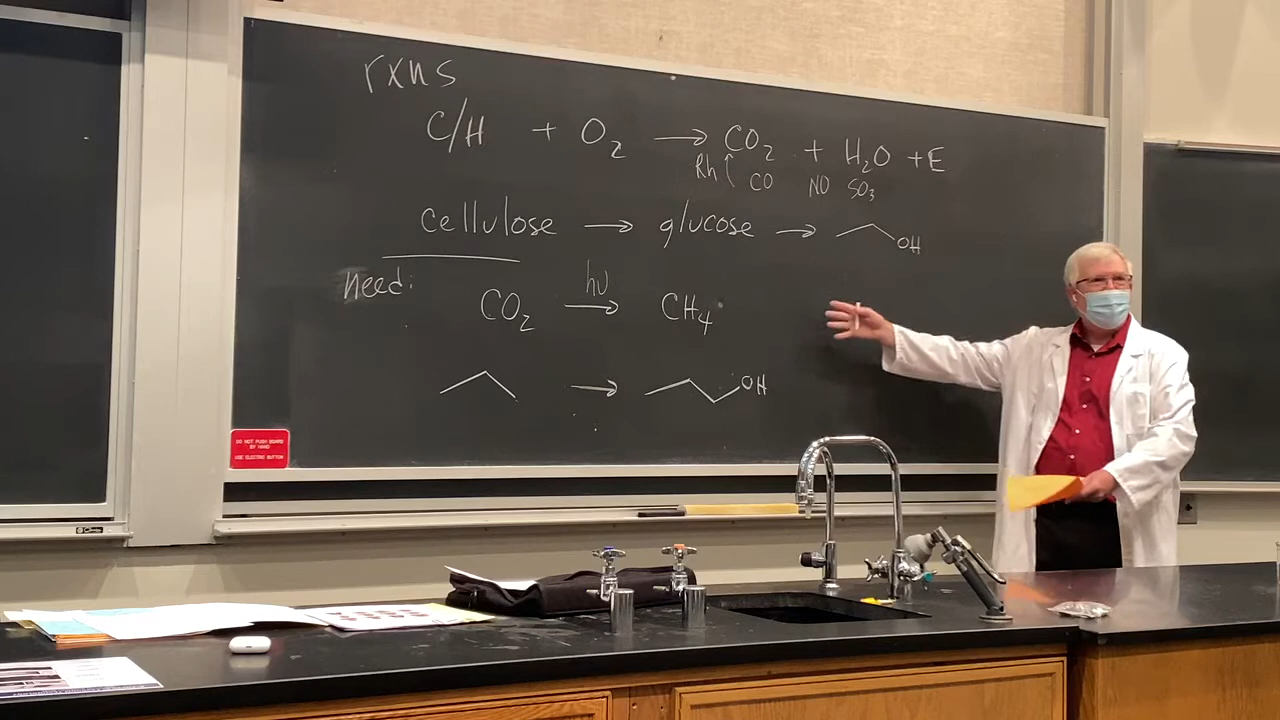 rxns
C/H + O₂ → CO₂ + H₂O + E
Rh ↑ CO NO SO₃
cellulose → glucose → OH
need:
hν
CO₂ → CH₄
→ OH
DO NOT PUSH BOARD
BY HAND
USE ELECTRIC BUTTON